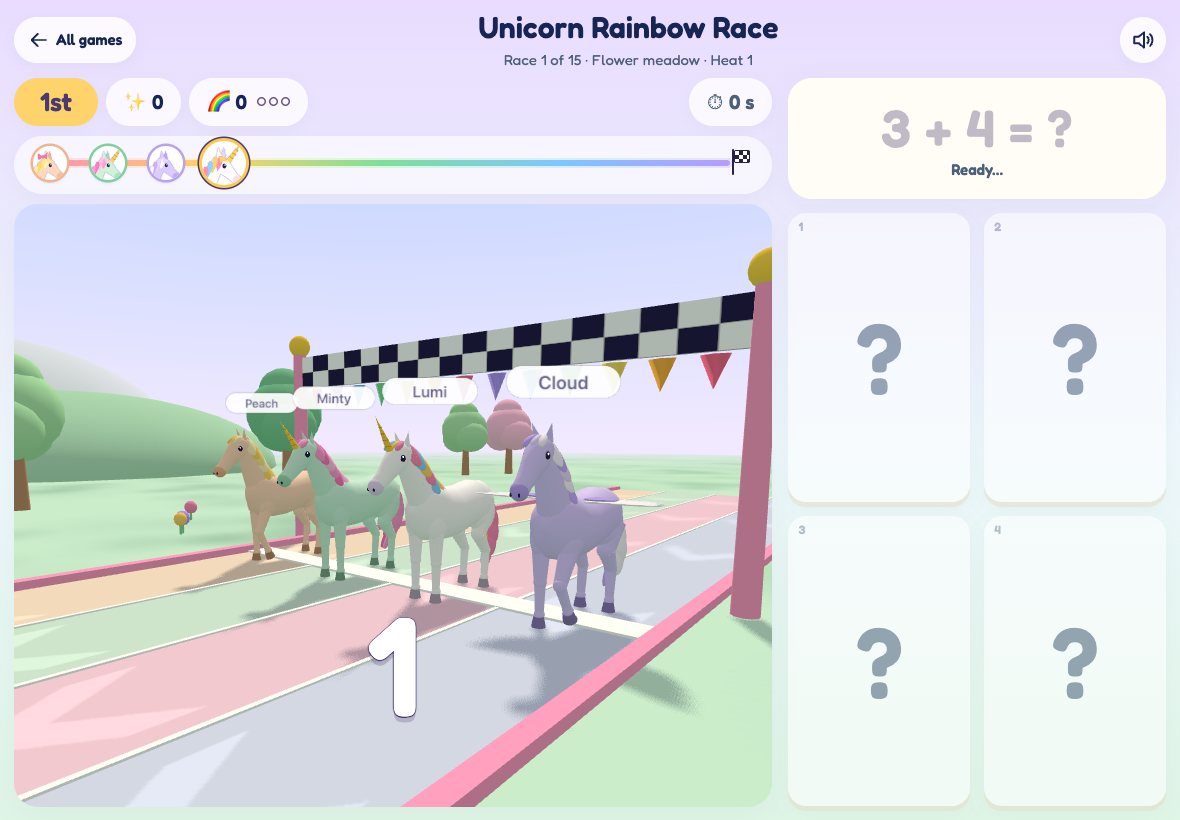 All games
Unicorn Rainbow Race
Race 1 of 15 · Flower meadow · Heat 1
1st
0
0
0 s
3 + 4 = ?
Ready...
Peach
Minty
Lumi
Cloud
1
1
?
2
?
3
?
4
?